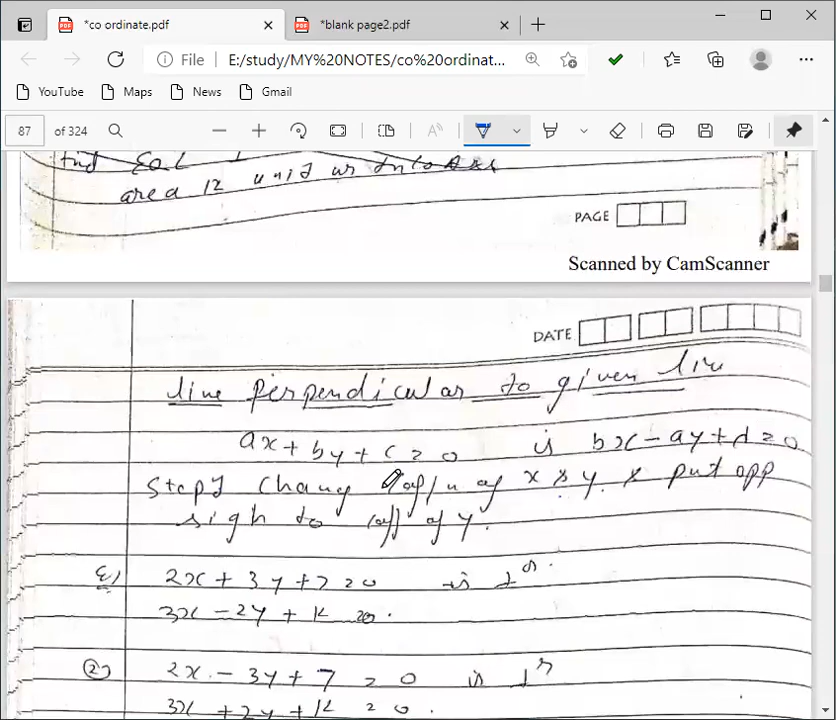 *co ordinate.pdf
*blank page2.pdf
File E:/study/MY%20NOTES/co%20ordinat...
YouTube Maps News Gmail
87 of 324
find
area 12 unit
PAGE
Scanned by CamScanner
DATE
line perpendicular to given line
ax + by + c = 0 is bx - ay + d = 0
Step I Chang of x & y & put opp
sign to coff of y.
2x + 3y + 7 = 0 is
3x - 2y + K = 0.
② 2x - 3y + 7 = 0 is
3x + 2y + K = 0.